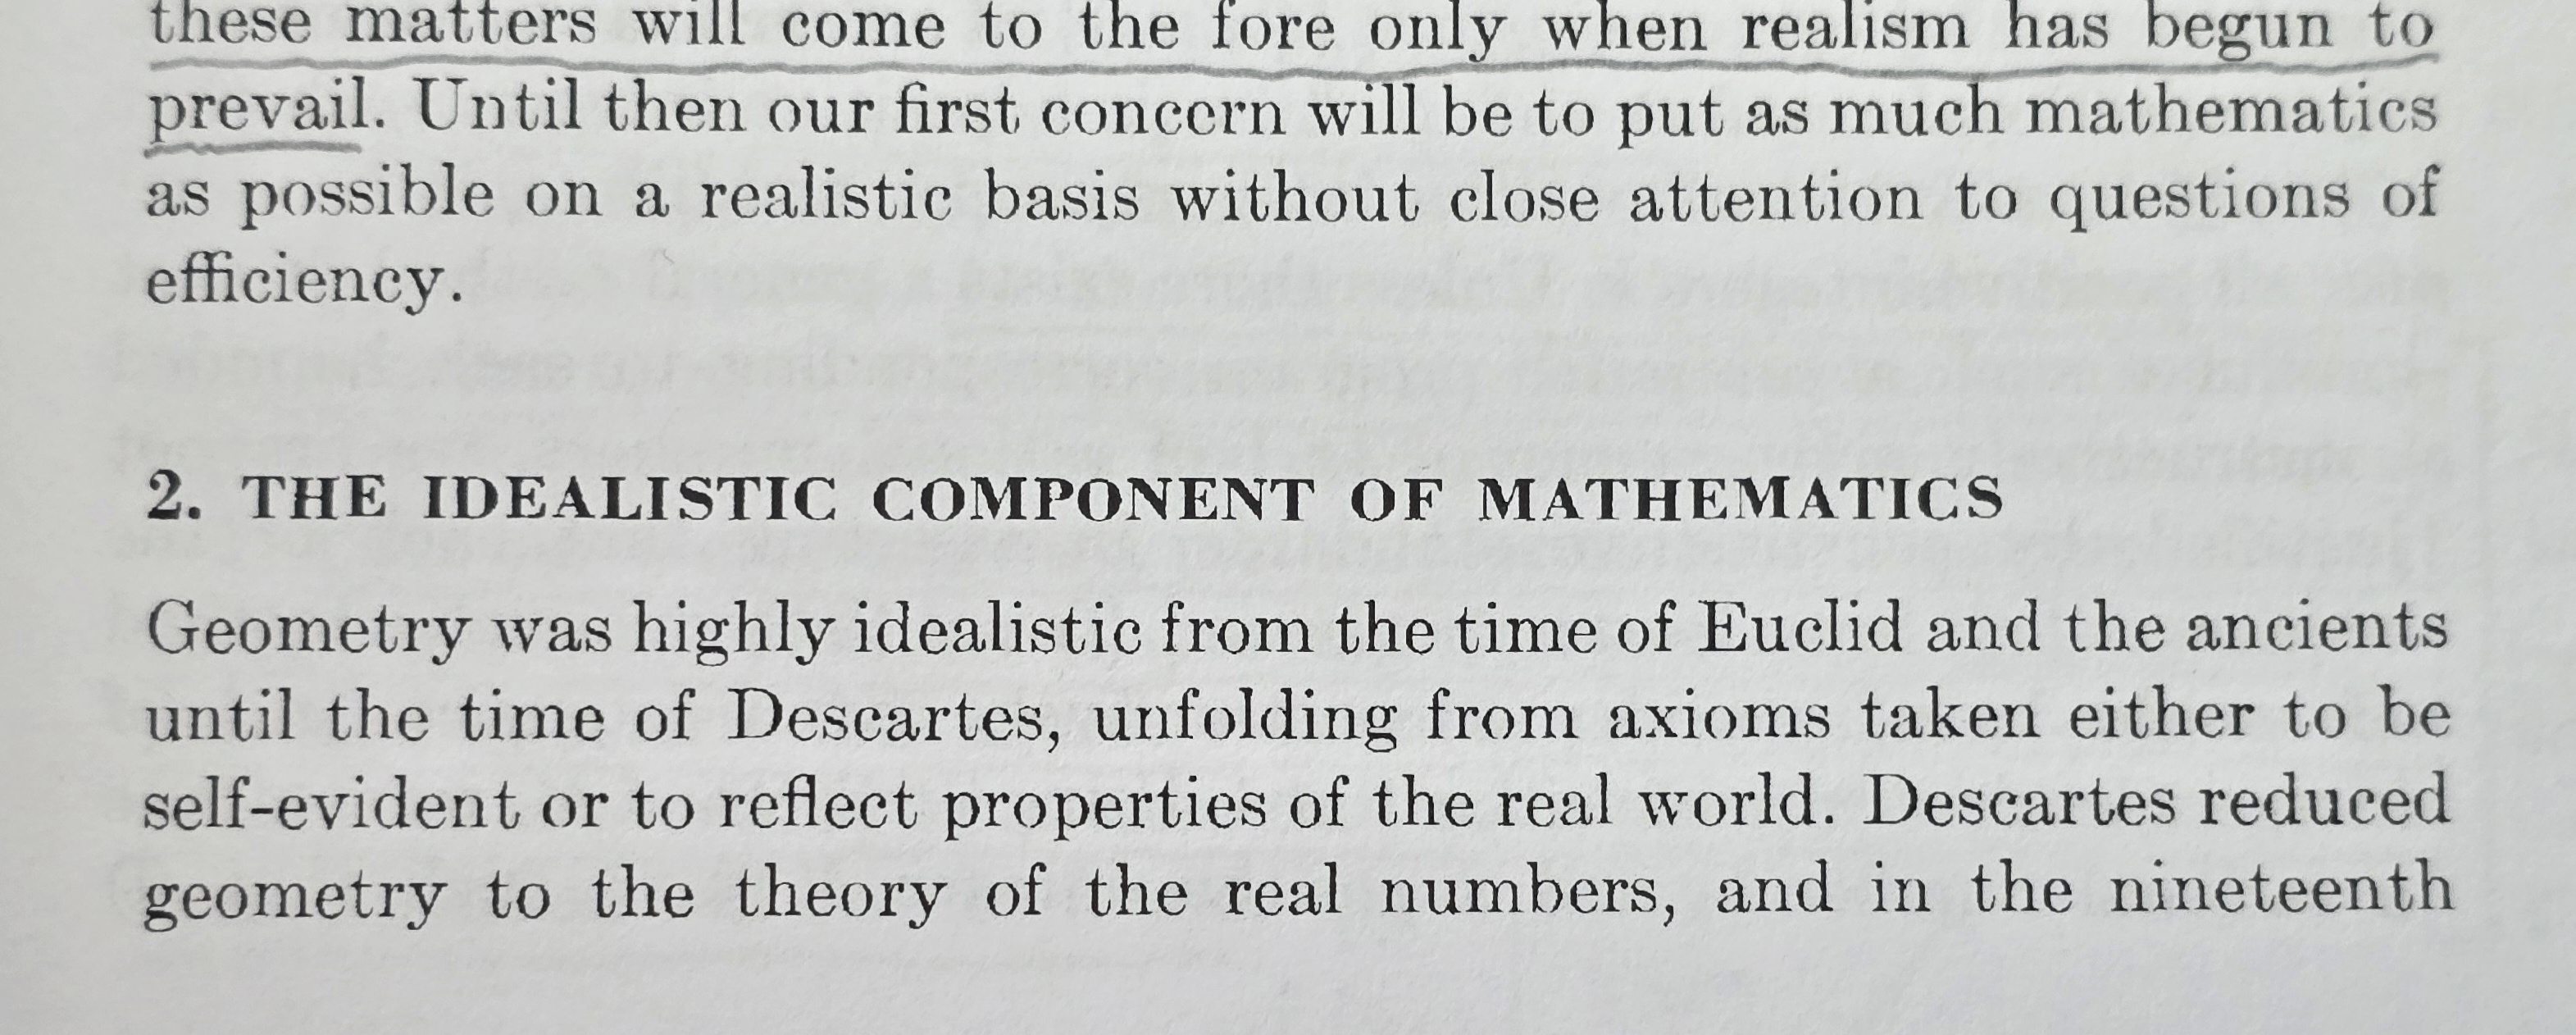 these matters will come to the fore only when realism has begun to
prevail. Until then our first concern will be to put as much mathematics
as possible on a realistic basis without close attention to questions of
efficiency.
2. THE IDEALISTIC COMPONENT OF MATHEMATICS
Geometry was highly idealistic from the time of Euclid and the ancients
until the time of Descartes, unfolding from axioms taken either to be
self-evident or to reflect properties of the real world. Descartes reduced
geometry to the theory of the real numbers, and in the nineteenth